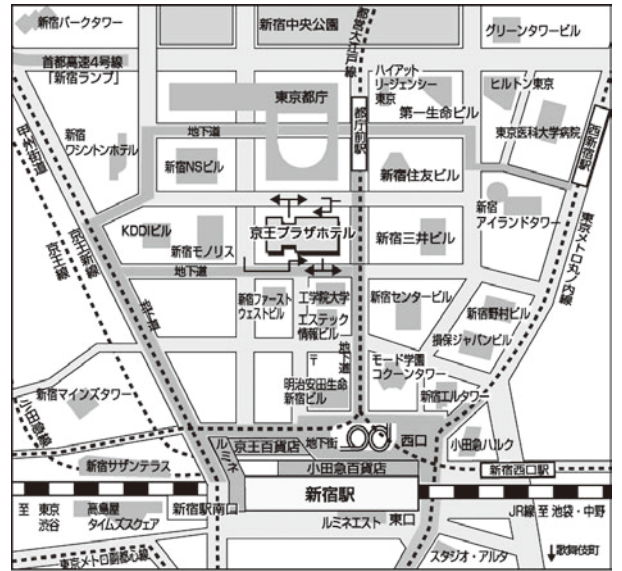 新宿パークタワー
新宿中央公園
都営大江戸線
グリーンタワービル
首都高速4号線
「新宿ランプ」
ハイアット
リージェンシー
東京
ヒルトン東京
東京都庁
第一生命ビル
都庁前駅
西新宿駅
甲州街道
新宿
ワシントンホテル
地下道
東京医科大学病院
新宿NSビル
新宿住友ビル
新宿
アイランドタワー
KDDIビル
新宿モノリス
京王プラザホテル
新宿三井ビル
東京メトロ丸ノ内線
京王新線
京王線
地下道
地下道
新宿ファースト
ウェストビル
工学院大学
エステック
情報ビル
新宿センタービル
新宿野村ビル
損保ジャパンビル
地下道
〒
モード学園
コクーンタワー
明治安田生命
新宿ビル
新宿エルタワー
新宿マインズタワー
小田急線
ルミネ
京王百貨店
地下街
西口
小田急ハルク
新宿サザンテラス
小田急百貨店
新宿西口駅
新宿駅
至 東京
渋谷
高島屋
タイムズスクェア
新宿駅南口
ルミネエスト
東口
JR線 至 池袋・中野
東京メトロ副都心線
スタジオ・アルタ
歌舞伎町